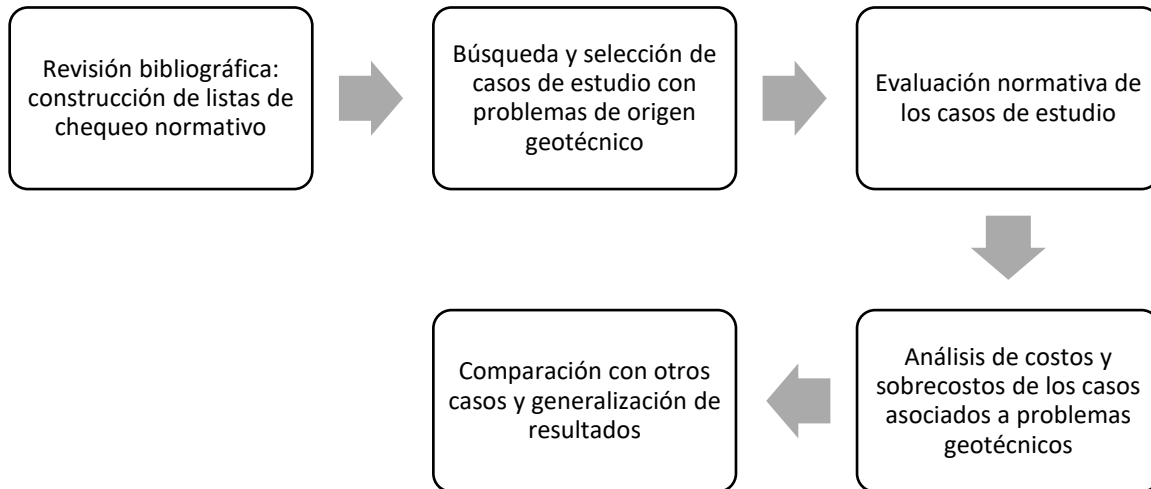 Revisión bibliográfica:
construcción de listas de
chequeo normativo
Búsqueda y selección de
casos de estudio con
problemas de origen
geotécnico
Evaluación normativa de
los casos de estudio
Análisis de costos y
sobrecostos de los casos
asociados a problemas
geotécnicos
Comparación con otros
casos y generalización de
resultados